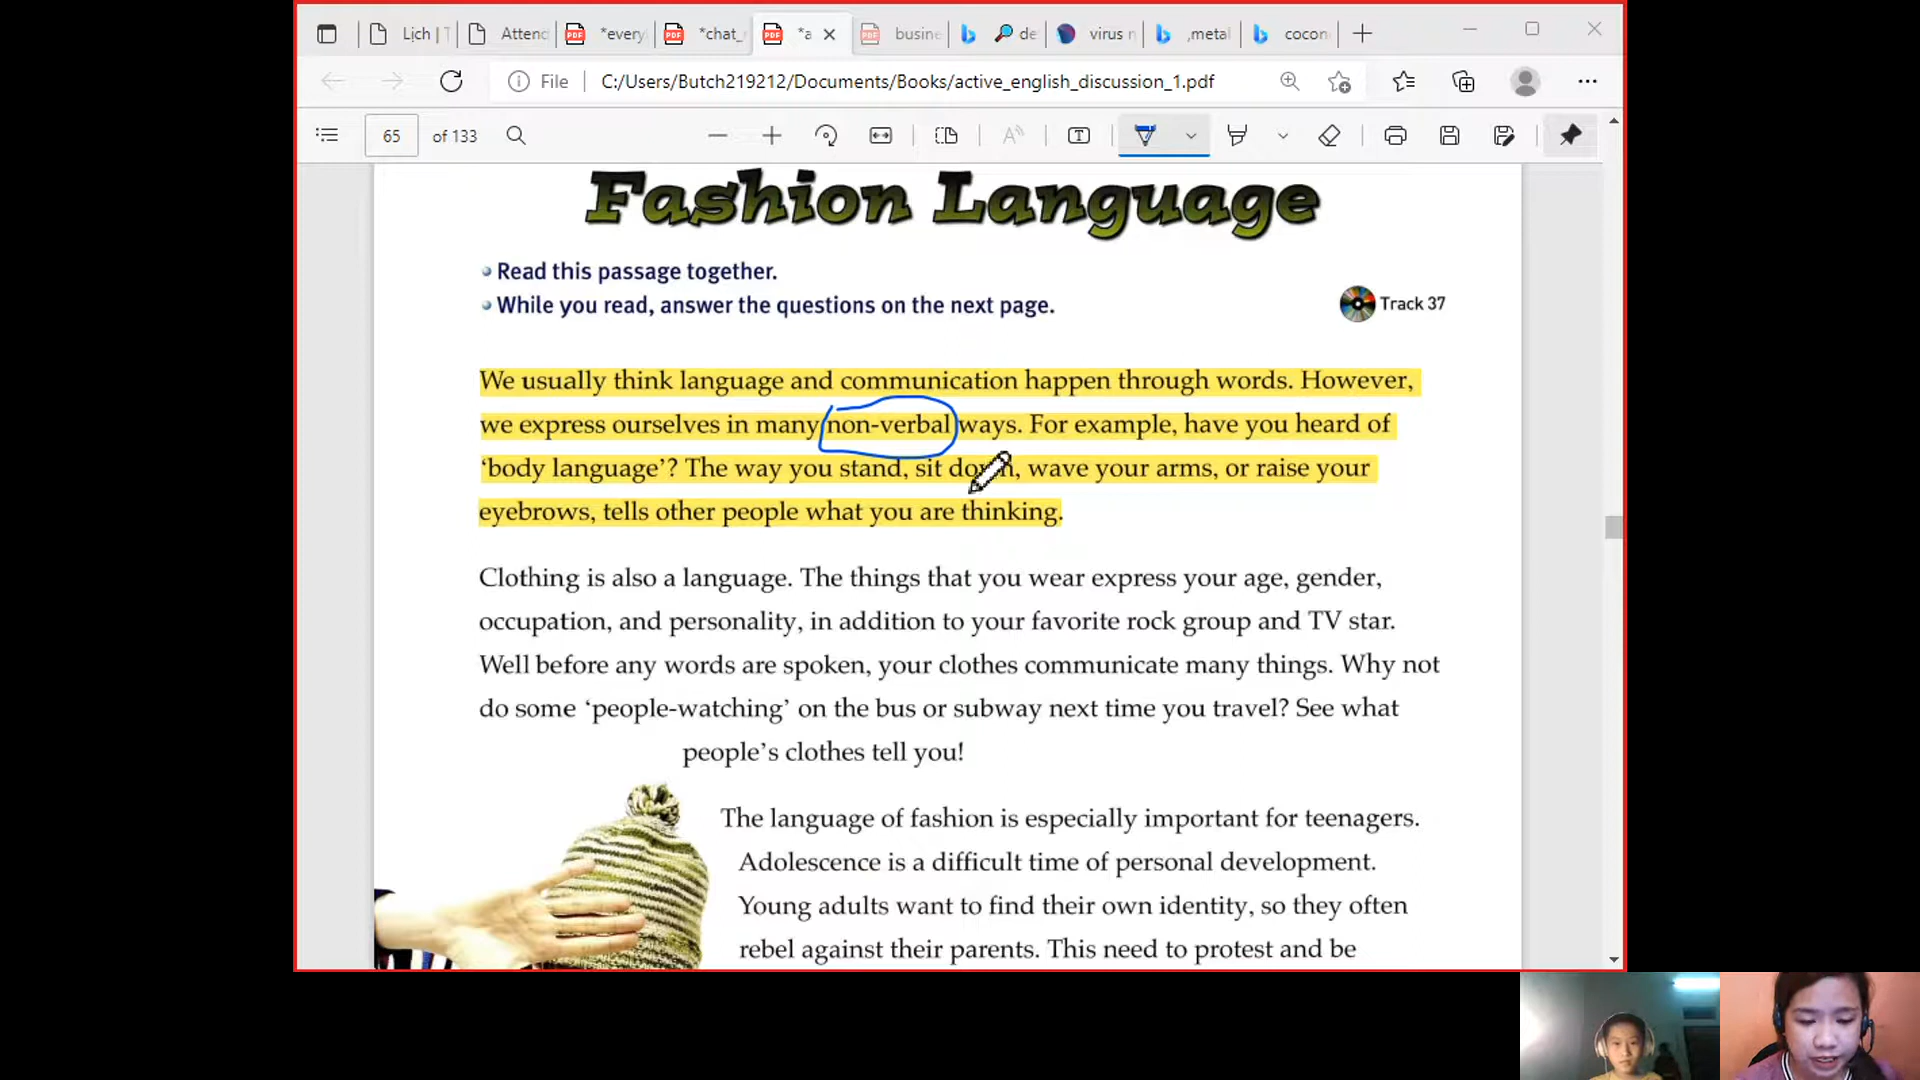 Lịch | T
Attend
*every
*chat_
*a
busine
de
virus n
,metal
cocon
File
C:/Users/Butch219212/Documents/Books/active_english_discussion_1.pdf
65
of 133
Fashion Language
Read this passage together.
While you read, answer the questions on the next page.
Track 37
We usually think language and communication happen through words. However,
we express ourselves in many non-verbal ways. For example, have you heard of
‘body language’? The way you stand, sit down, wave your arms, or raise your
eyebrows, tells other people what you are thinking.
Clothing is also a language. The things that you wear express your age, gender,
occupation, and personality, in addition to your favorite rock group and TV star.
Well before any words are spoken, your clothes communicate many things. Why not
do some ‘people-watching’ on the bus or subway next time you travel? See what
people’s clothes tell you!
The language of fashion is especially important for teenagers.
Adolescence is a difficult time of personal development.
Young adults want to find their own identity, so they often
rebel against their parents. This need to protest and be